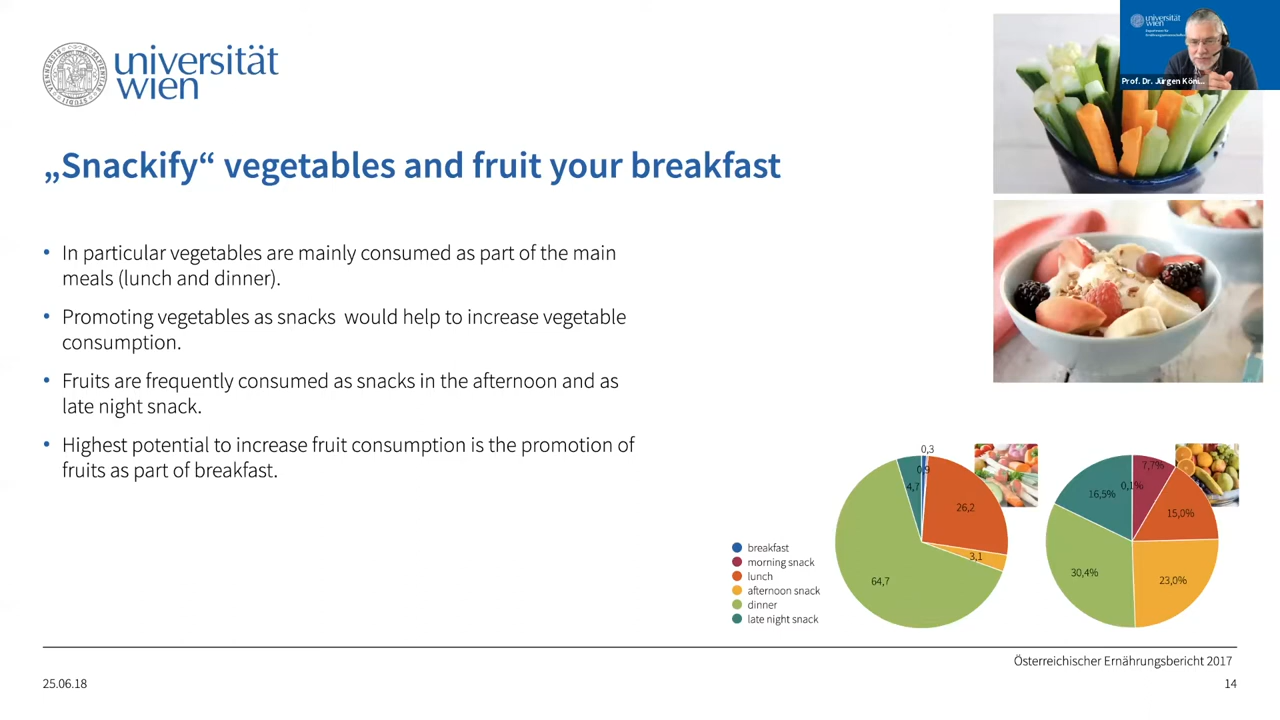 universität
wien
universität
wien
Prof. Dr. Jürgen Kön...
„Snackify“ vegetables and fruit your breakfast
• In particular vegetables are mainly consumed as part of the main
meals (lunch and dinner).
• Promoting vegetables as snacks would help to increase vegetable
consumption.
• Fruits are frequently consumed as snacks in the afternoon and as
late night snack.
• Highest potential to increase fruit consumption is the promotion of
fruits as part of breakfast.
breakfast
morning snack
lunch
afternoon snack
dinner
late night snack
0,3
0,9
4,7
26,2
3,1
64,7
7,7%
0,1%
16,5%
15,0%
30,4%
23,0%
Österreichischer Ernährungsbericht 2017
25.06.18
14